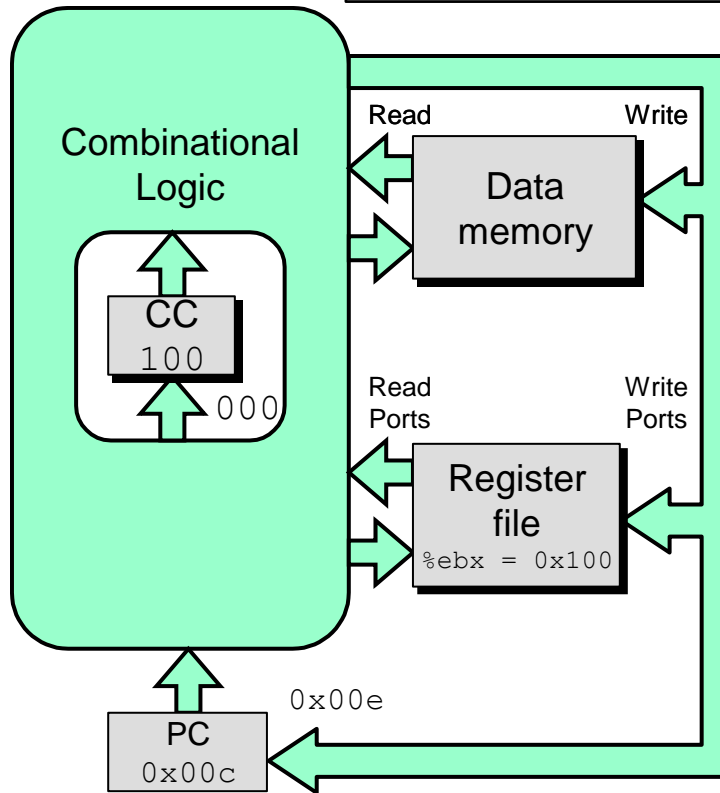 Combinational
Logic
CC
100
000
Read
Write
Data
memory
Read
Ports
Write
Ports
Register
file
%ebx = 0x100
0x00e
PC
0x00c